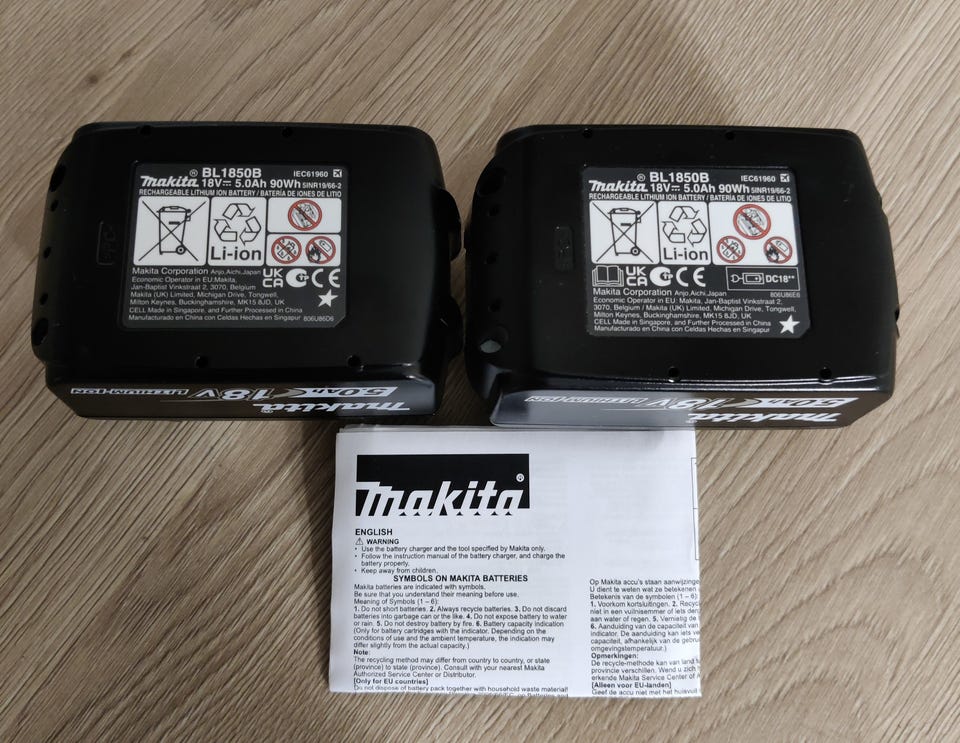 BL1850B IEC61960
makita® 18V⎓ 5.0Ah 90Wh 5INR19/66-2
RECHARGEABLE LITHIUM ION BATTERY / BATERÍA DE IONES DE LITIO
Li-ion
Makita Corporation Anjo,Aichi,Japan
Economic Operator in EU:Makita,
Jan-Baptist Vinkstraat 2, 3070, Belgium
Makita (UK) Limited, Michigan Drive, Tongwell,
Milton Keynes, Buckinghamshire, MK15 8JD, UK
CELL Made in Singapore, and Further Processed in China
Manufacturado en China con Celdas Hechas en Singapur 806U86D6
UK
CA
CE
makita 18V 5.0Ah LITHIUM-ION
BL1850B IEC61960
makita® 18V⎓ 5.0Ah 90Wh 5INR19/66-2
RECHARGEABLE LITHIUM ION BATTERY / BATERÍA DE IONES DE LITIO
Li-ion
UK
CA
CE
DC18**
806U86E6
Makita Corporation Anjo,Aichi,Japan
Economic Operator in EU: Makita, Jan-Baptist Vinkstraat 2,
3070, Belgium / Makita (UK) Limited, Michigan Drive, Tongwell,
Milton Keynes, Buckinghamshire, MK15 8JD, UK
CELL Made in Singapore, and Further Processed in China
Manufacturado en China con Celdas Hechas en Singapur
makita 18V 5.0Ah LITHIUM-ION
makita®
ENGLISH
⚠ WARNING
• Use the battery charger and the tool specified by Makita only.
• Follow the instruction manual of the battery charger, and charge the
battery properly.
• Keep away from children.
SYMBOLS ON MAKITA BATTERIES
Makita batteries are indicated with symbols.
Be sure that you understand their meaning before use.
Meaning of Symbols (1 – 6):
1. Do not short batteries. 2. Always recycle batteries. 3. Do not discard
batteries into garbage can or the like. 4. Do not expose battery to water
or rain. 5. Do not destroy battery by fire. 6. Battery capacity indication
(Only for battery cartridges with the indicator. Depending on the
conditions of use and the ambient temperature, the indication may
differ slightly from the actual capacity.)
Note:
The recycling method may differ from country to country, or state
(province) to state (province). Consult with your nearest Makita
Authorized Service Center or Distributor.
[Only for EU countries]
Do not dispose of battery pack together with household waste material!
Op Makita accu's staan aanwijzinge
U dient te weten wat ze betekenen
Betekenis van de symbolen (1 – 6):
1. Voorkom kortsluitingen. 2. Recyc
niet in een vuilnisemmer of iets derg
aan water of regen. 5. Vernietig de
6. Aanduiding van de capaciteit van
indicator. De aanduiding kan iets ve
capaciteit, afhankelijk van de gebruik
omgevingstemperatuur.)
Opmerkingen:
De recycle-methode kan van land t
provincie verschillen. Wend u zich t
erkende Makita Service Center of
[Alleen voor EU-landen]
Geef de accu niet met het huisvuil